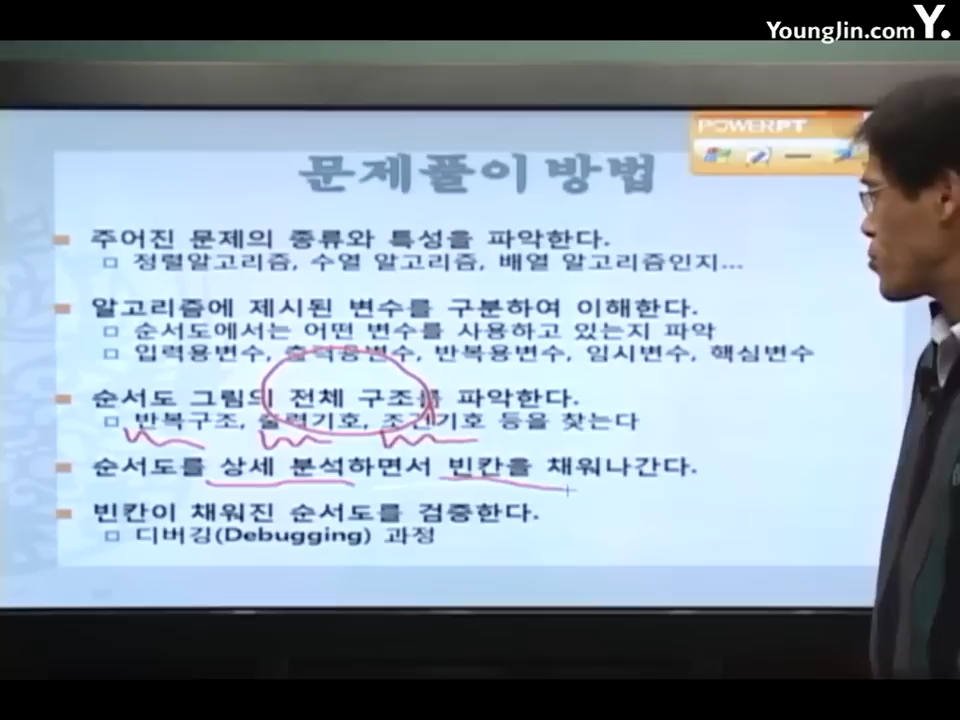 YoungJin.com Y.
POWERPT
문제풀이 방법
주어진 문제의 종류와 특성을 파악한다.
정렬알고리즘, 수열 알고리즘, 배열 알고리즘인지...
알고리즘에 제시된 변수를 구분하여 이해한다.
순서도에서는 어떤 변수를 사용하고 있는지 파악
입력용변수, 출력용변수, 반복용변수, 임시변수, 핵심변수
순서도 그림의 전체 구조를 파악한다.
반복구조, 출력기호, 조건기호 등을 찾는다
순서도를 상세 분석하면서 빈칸을 채워나간다.
빈칸이 채워진 순서도를 검증한다.
디버깅(Debugging) 과정